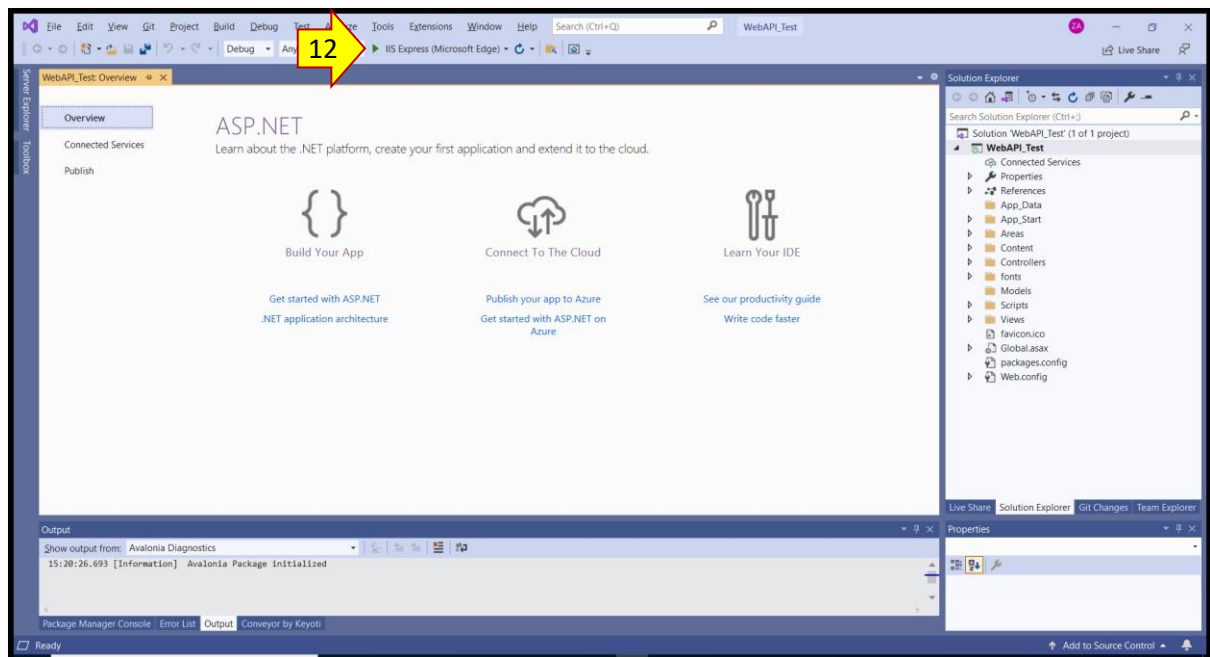 File Edit View Git Project Build Debug Test Tools Extensions Window Help Search (Ctrl+Q) WebAPI_Test ZA
Debug 12 IIS Express (Microsoft Edge) Live Share
Server Explorer
Toolbox
WebAPI_Test: Overview
Overview
Connected Services
Publish
ASP.NET
Learn about the .NET platform, create your first application and extend it to the cloud.
Build Your App
Connect To The Cloud
Learn Your IDE
Get started with ASP.NET
.NET application architecture
Publish your app to Azure
Get started with ASP.NET on
Azure
See our productivity guide
Write code faster
Solution Explorer
Search Solution Explorer (Ctrl+;)
Solution 'WebAPI_Test' (1 of 1 project)
WebAPI_Test
Connected Services
Properties
References
App_Data
App_Start
Areas
Content
Controllers
fonts
Models
Scripts
Views
favicon.ico
Global.asax
packages.config
Web.config
Live Share Solution Explorer Git Changes Team Explorer
Output
Show output from: Avalonia Diagnostics
15:20:26.693 [Information] Avalonia Package initialized
Package Manager Console Error List Output Conveyor by Keyoti
Properties
Ready Add to Source Control